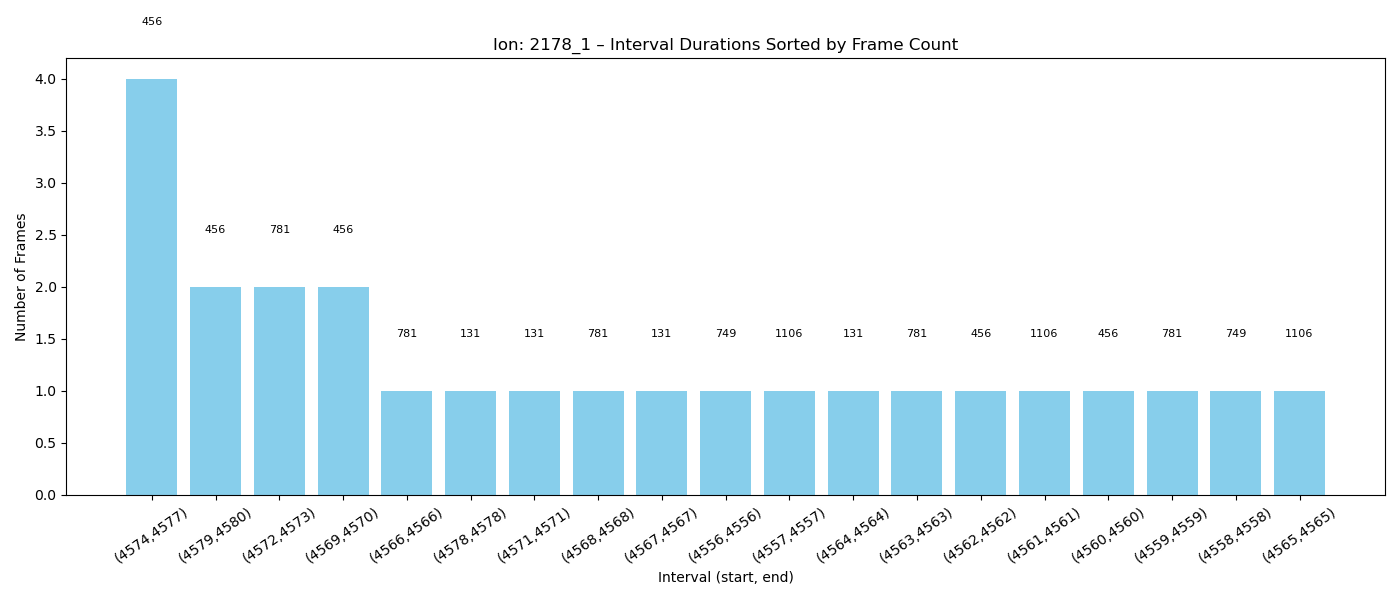 456
Ion: 2178_1 – Interval Durations Sorted by Frame Count
4.0
3.5
3.0
2.5
2.0
1.5
1.0
0.5
0.0
Number of Frames
456 781 456
781 131 131 781 131 749 1106 131 781 456 1106 456 781 749 1106
(4574,4577) (4579,4580) (4572,4573) (4569,4570) (4566,4566) (4578,4578) (4571,4571) (4568,4568) (4567,4567) (4556,4556) (4557,4557) (4564,4564) (4563,4563) (4562,4562) (4561,4561) (4560,4560) (4559,4559) (4558,4558) (4565,4565)
Interval (start, end)